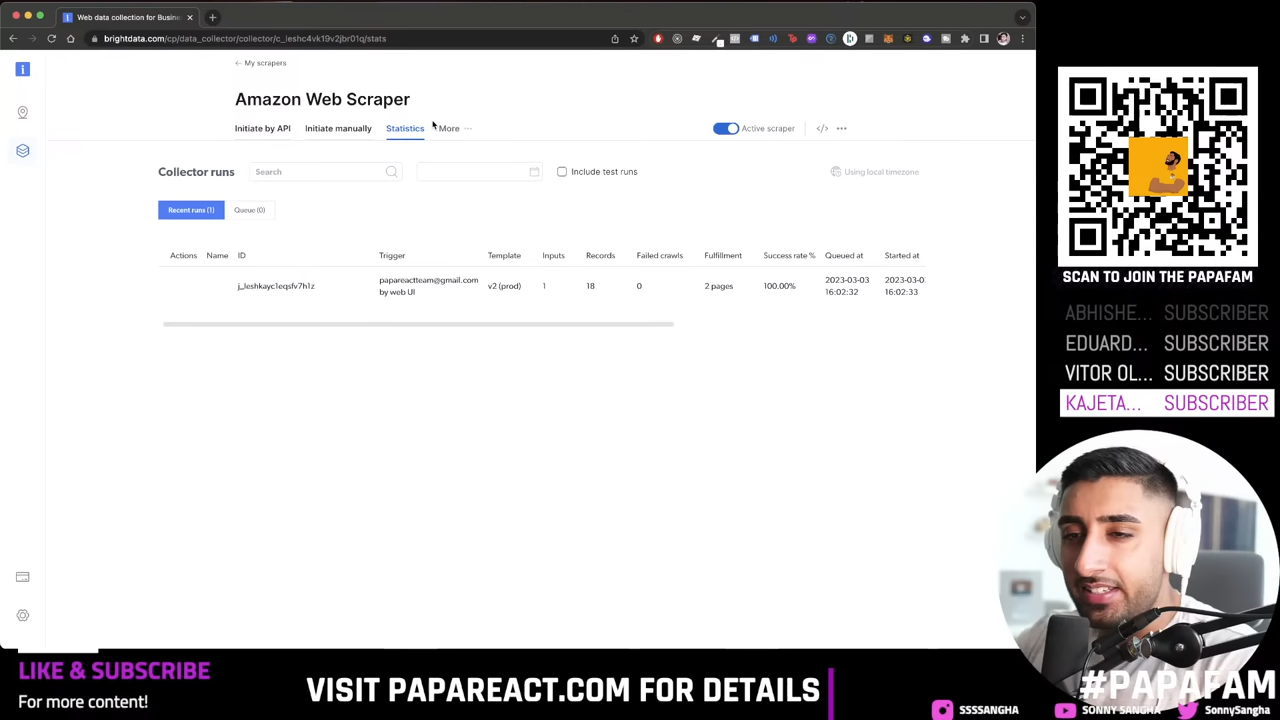 Web data collection for Busine
brightdata.com/cp/data_collector/collector/c_leshc4vk19v2jbr01q/stats
← My scrapers
Amazon Web Scraper
Initiate by API
Initiate manually
Statistics
More ···
Active scraper
Collector runs
Search
Include test runs
Using local timezone
Recent runs (1)
Queue (0)
Actions Name ID Trigger Template Inputs Records Failed crawls Fulfillment Success rate % Queued at Started at
j_leshkayc1eqsfv7h1z
papareactteam@gmail.com
by web UI
v2 (prod)
1
18
0
2 pages
100.00%
2023-03-03
16:02:32
2023-03-0
16:02:33
SCAN TO JOIN THE PAPAFAM
ABHISHE... SUBSCRIBER
EDUARD... SUBSCRIBER
VITOR OL... SUBSCRIBER
KAJETA... SUBSCRIBER
LIKE & SUBSCRIBE
For more content!
VISIT PAPAREACT.COM FOR DETAILS
#PAPAFAM
SSSSANGHA
SONNY SANGHA
SonnySangha